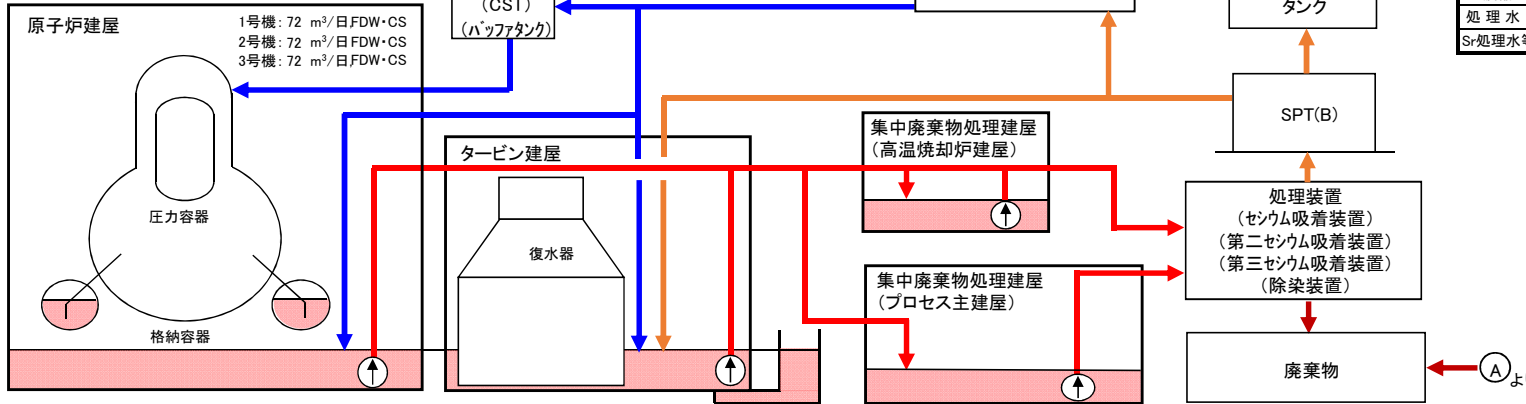 原子炉建屋
1号機: 72 m³/日,FDW・CS
2号機: 72 m³/日FDW・CS
3号機: 72 m³/日,FDW・CS
(CST)
(バッファタンク)
タンク
処理水
Sr処理水等
SPT(B)
集中廃棄物処理建屋
(高温焼却炉建屋)
タービン建屋
圧力容器
復水器
格納容器
処理装置
(セシウム吸着装置)
(第二セシウム吸着装置)
(第三セシウム吸着装置)
(除染装置)
集中廃棄物処理建屋
(プロセス主建屋)
廃棄物
A よ